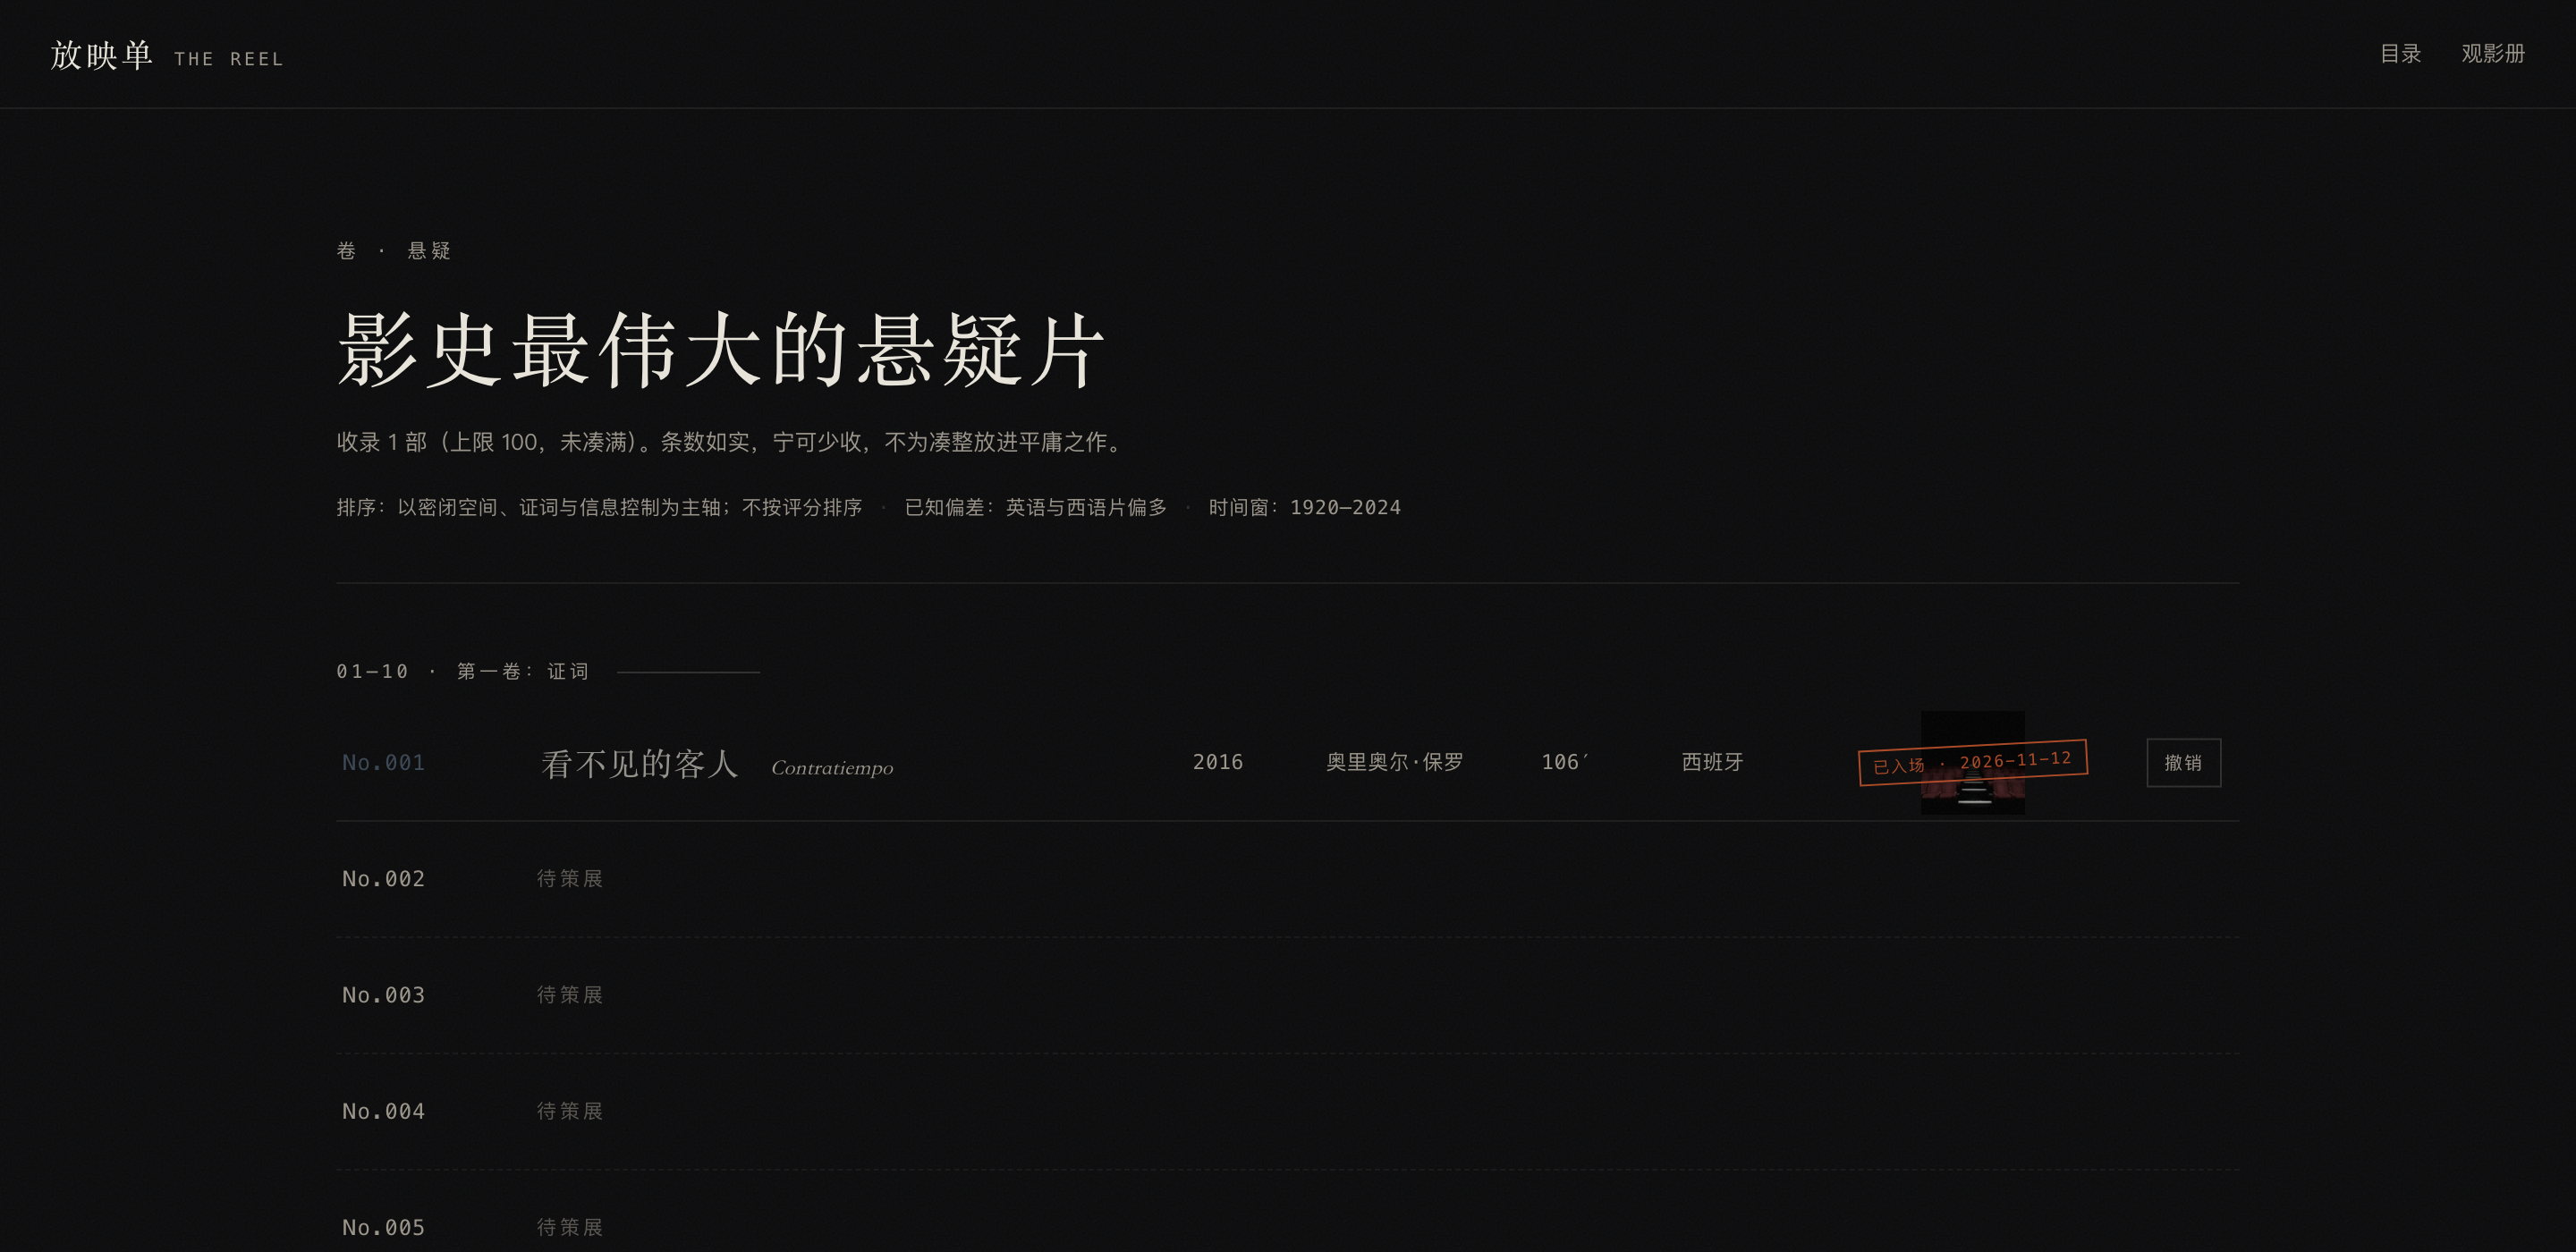 放映单 THE REEL 目录 观影册
卷 · 悬疑
影史最伟大的悬疑片
收录 1 部（上限 100，未凑满）。条数如实，宁可少收，不为凑整放进平庸之作。
排序：以密闭空间、证词与信息控制为主轴；不按评分排序 · 已知偏差：英语与西语片偏多 · 时间窗：1920—2024
01—10 · 第一卷：证词
No.001 看不见的客人 Contratiempo 2016 奥里奥尔·保罗 106′ 西班牙 已入场 · 2026-11-12 撤销
No.002 待策展
No.003 待策展
No.004 待策展
No.005 待策展